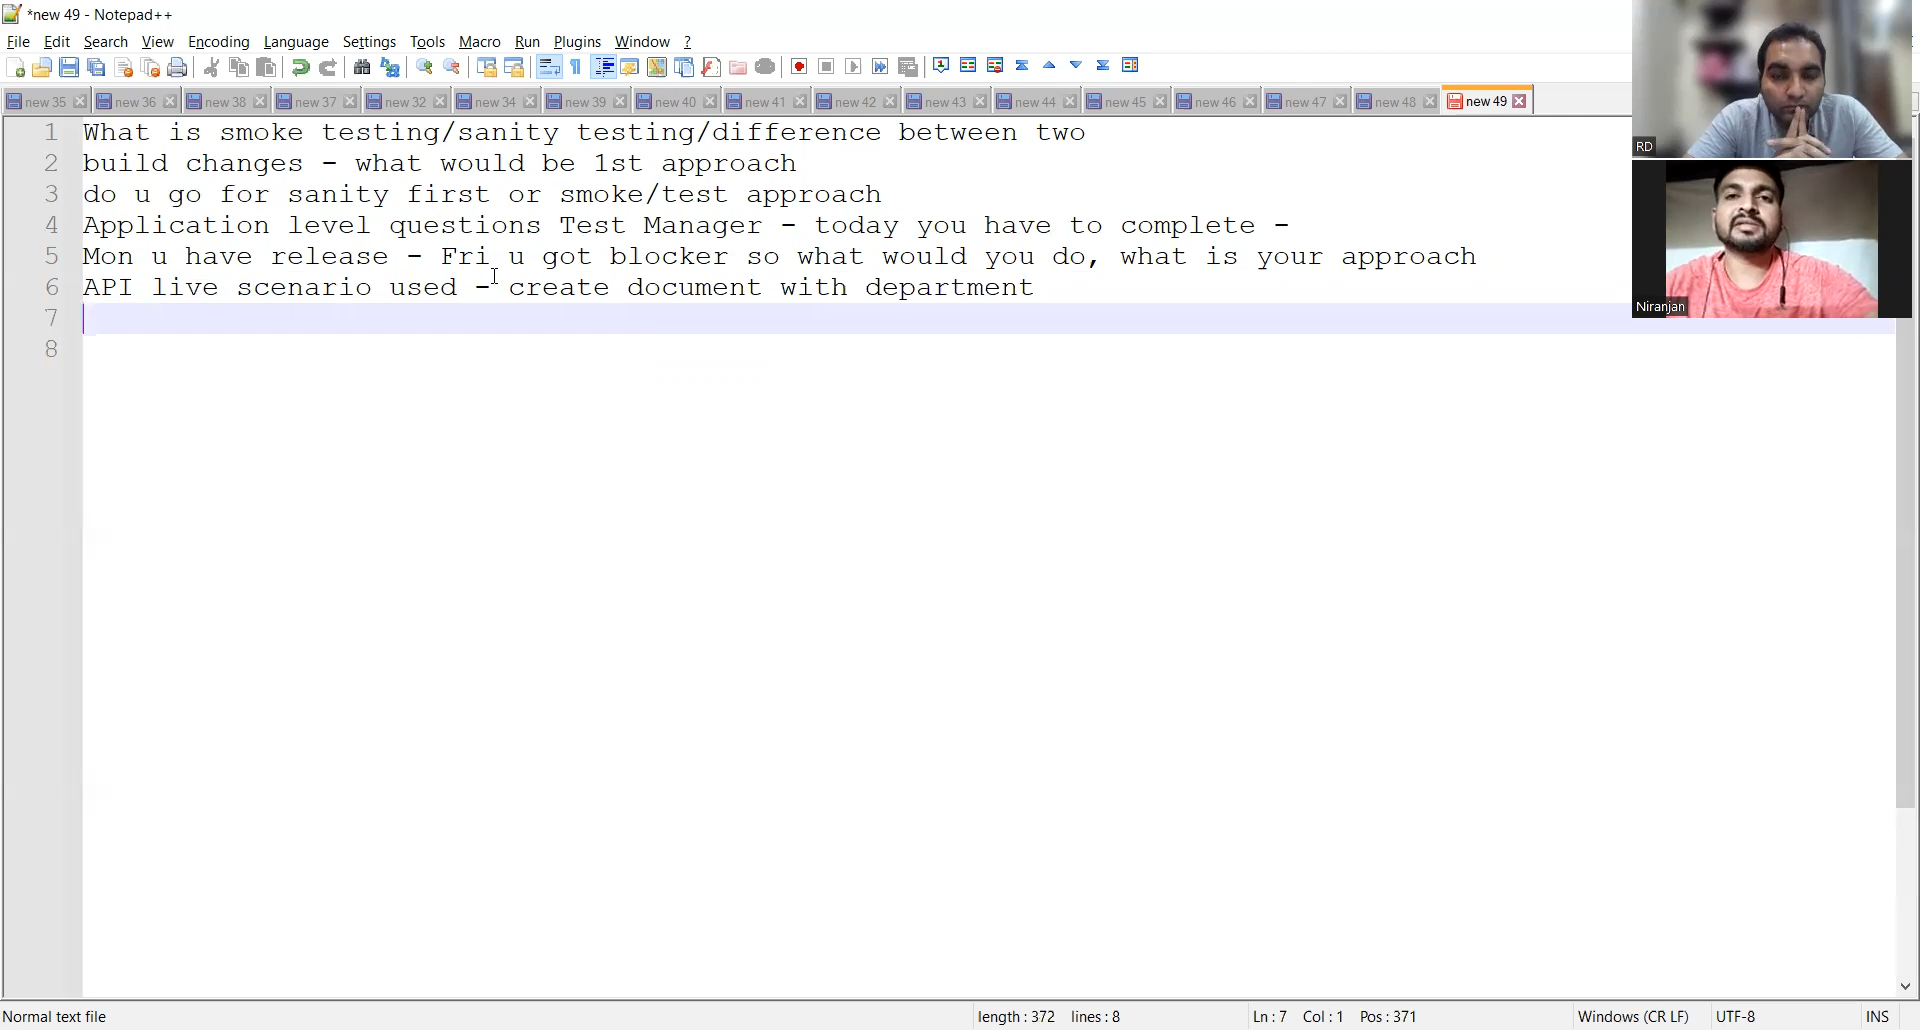 *new 49 - Notepad++
File Edit Search View Encoding Language Settings Tools Macro Run Plugins Window ?
new 35 new 36 new 38 new 37 new 32 new 34 new 39 new 40 new 41 new 42 new 43 new 44 new 45 new 46 new 47 new 48 new 49
1 What is smoke testing/sanity testing/difference between two
2 build changes - what would be 1st approach
3 do u go for sanity first or smoke/test approach
4 Application level questions Test Manager - today you have to complete -
5 Mon u have release - Fri u got blocker so what would you do, what is your approach
6 API live scenario used - create document with department
7
8
RD
Niranjan
Normal text file length : 372 lines : 8 Ln : 7 Col : 1 Pos : 371 Windows (CR LF) UTF-8 INS